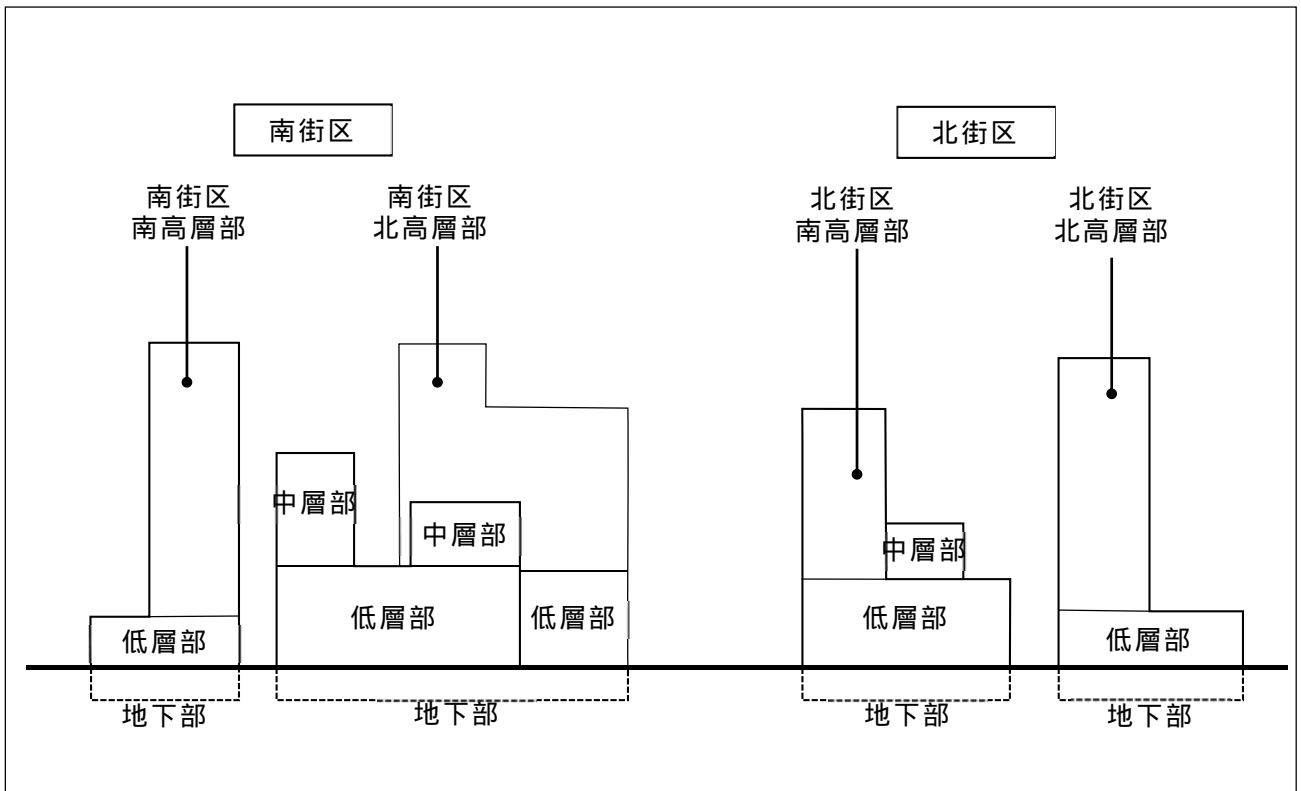 南街区
北街区
南街区
南高層部
南街区
北高層部
北街区
南高層部
北街区
北高層部
中層部
中層部
中層部
低層部
低層部
低層部
低層部
低層部
地下部
地下部
地下部
地下部